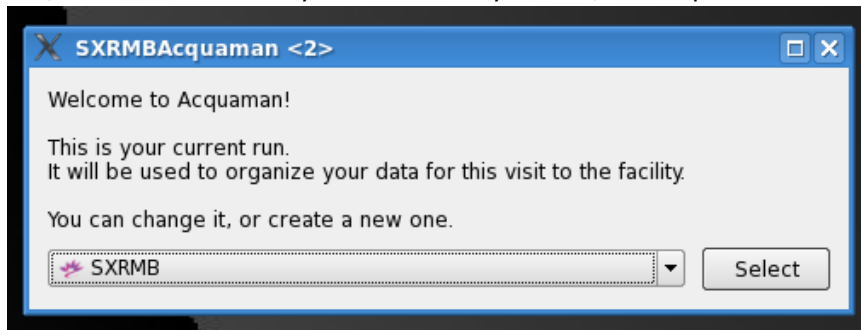 SXRMBAcquaman <2>
Welcome to Acquaman!
This is your current run.
It will be used to organize your data for this visit to the facility.
You can change it, or create a new one.
SXRMB
Select